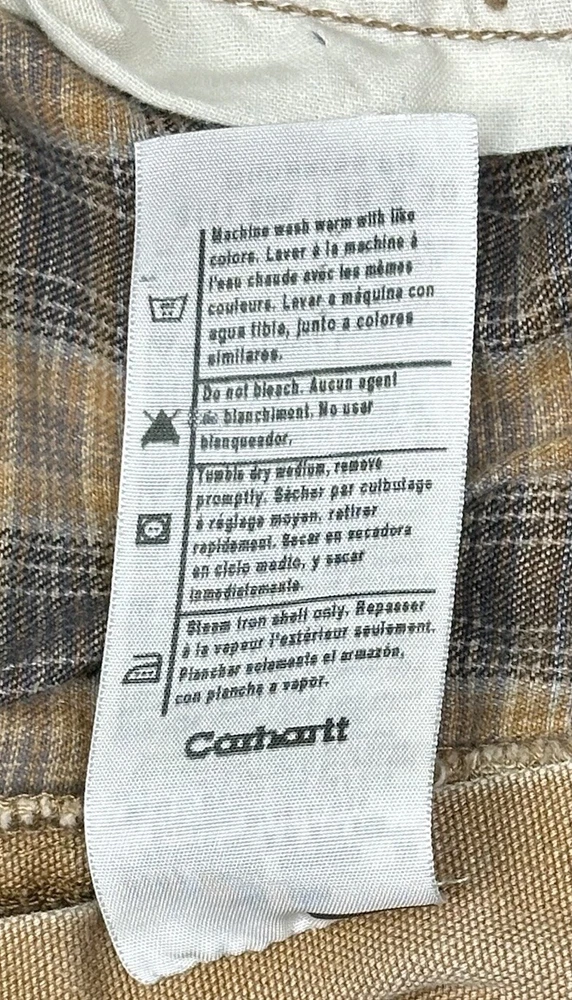 Machine wash warm with like
colors. Laver à la machine à
l'eau chaude avec les mêmes
couleurs. Lavar a máquina con
agua tibia, junto a colores
similares.
Do not bleach. Aucun agent
de blanchiment. No usar
blanqueador.
Tumble dry medium, remove
promptly. Sécher par culbutage
à réglage moyen, retirer
rapidement. Secar en secadora
en ciclo medio, y sacar
inmediatamente.
Steam iron shell only. Repasser
à la vapeur l'extérieur seulement.
Planchar solamente el armazón,
con plancha a vapor.
Carhartt